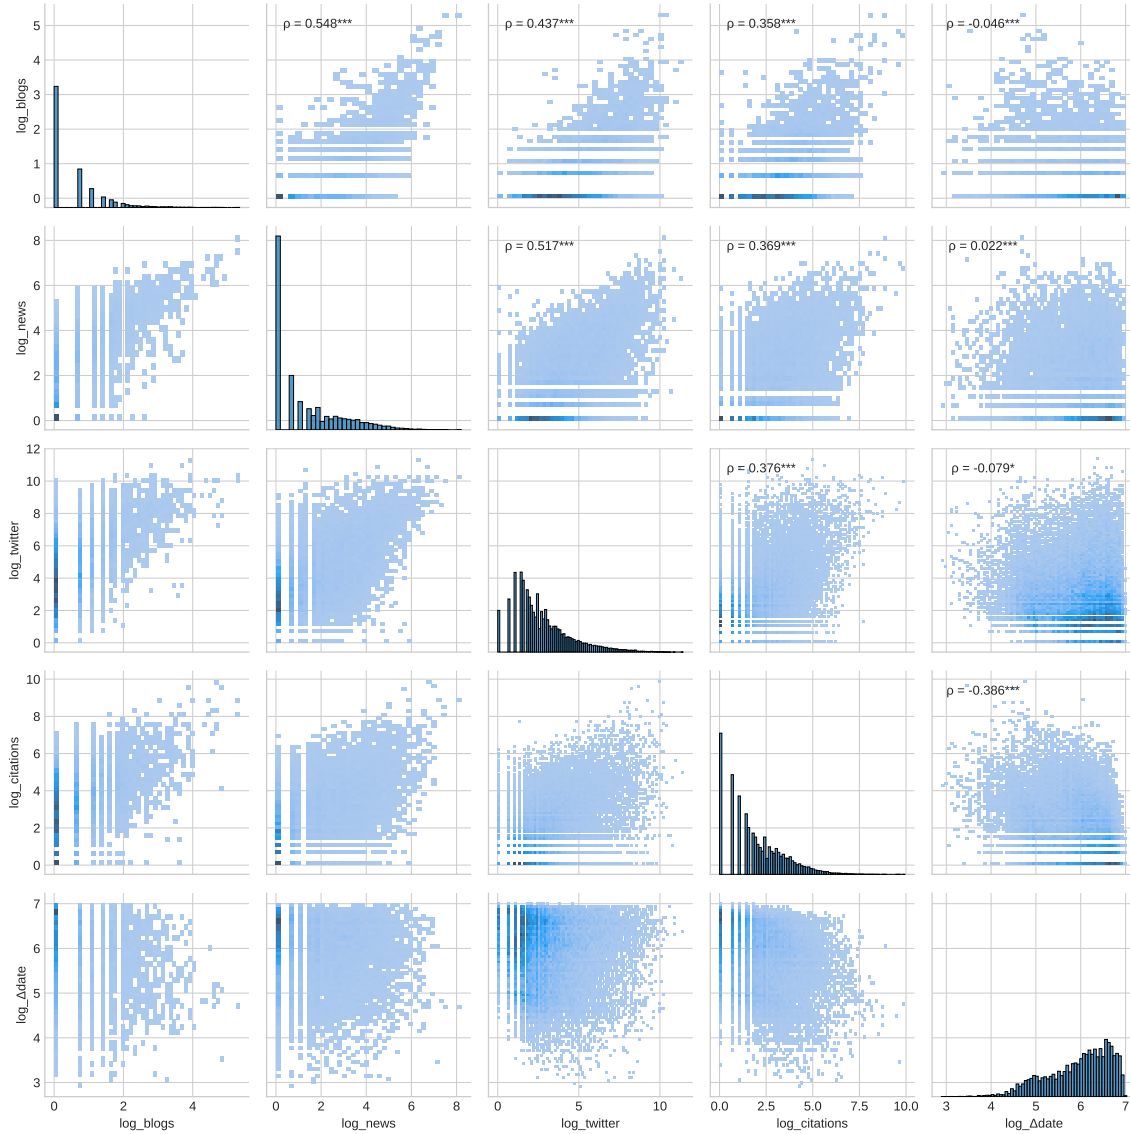 ρ = 0.548***
ρ = 0.437***
ρ = 0.358***
ρ = -0.046***
5
4
3
2
1
0
log_blogs
ρ = 0.517***
ρ = 0.369***
ρ = 0.022***
8
6
4
2
0
log_news
ρ = 0.376***
ρ = -0.079*
12
10
8
6
4
2
0
log_twitter
ρ = -0.386***
10
8
6
4
2
0
log_citations
7
6
5
4
3
log_Δdate
0 2 4
0 2 4 6 8
0 5 10
0.0 2.5 5.0 7.5 10.0
3 4 5 6 7
log_blogs
log_news
log_twitter
log_citations
log_Δdate